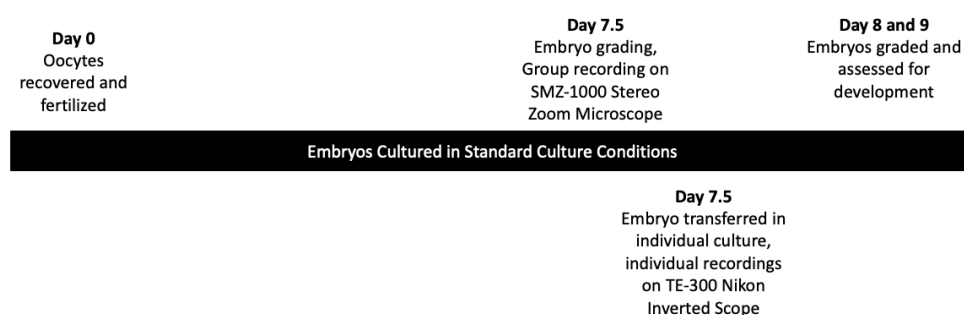 Day 0
Oocytes
recovered and
fertilized
Day 7.5
Embryo grading,
Group recording on
SMZ-1000 Stereo
Zoom Microscope
Day 8 and 9
Embryos graded and
assessed for
development
Embryos Cultured in Standard Culture Conditions
Day 7.5
Embryo transferred in
individual culture,
individual recordings
on TE-300 Nikon
Inverted Scope